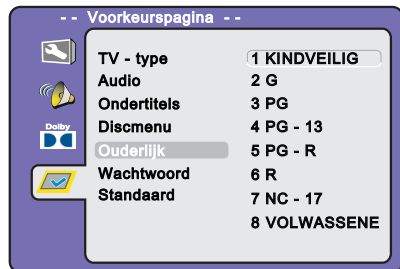 -- Voorkeurspagina --
TV - type
Audio
Ondertitels
Discmenu
Ouderlijk
Wachtwoord
Standaard
1 KINDVEILIG
2 G
3 PG
4 PG - 13
5 PG - R
6 R
7 NC - 17
8 VOLWASSENE
Dolby